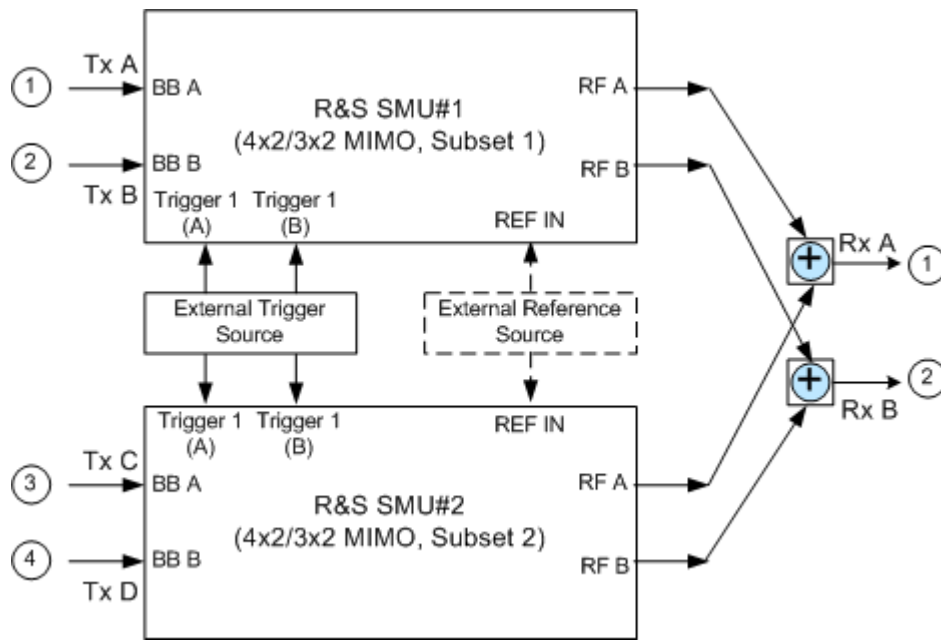 Tx A
1
BB A
RF A
R&S SMU#1
(4x2/3x2 MIMO, Subset 1)
2
BB B
RF B
Tx B
Trigger 1
(A)
Trigger 1
(B)
REF IN
+
Rx A
1
External Trigger
Source
External Reference
Source
+
2
Rx B
Trigger 1
(A)
Trigger 1
(B)
REF IN
Tx C
3
BB A
RF A
R&S SMU#2
(4x2/3x2 MIMO, Subset 2)
4
BB B
RF B
Tx D